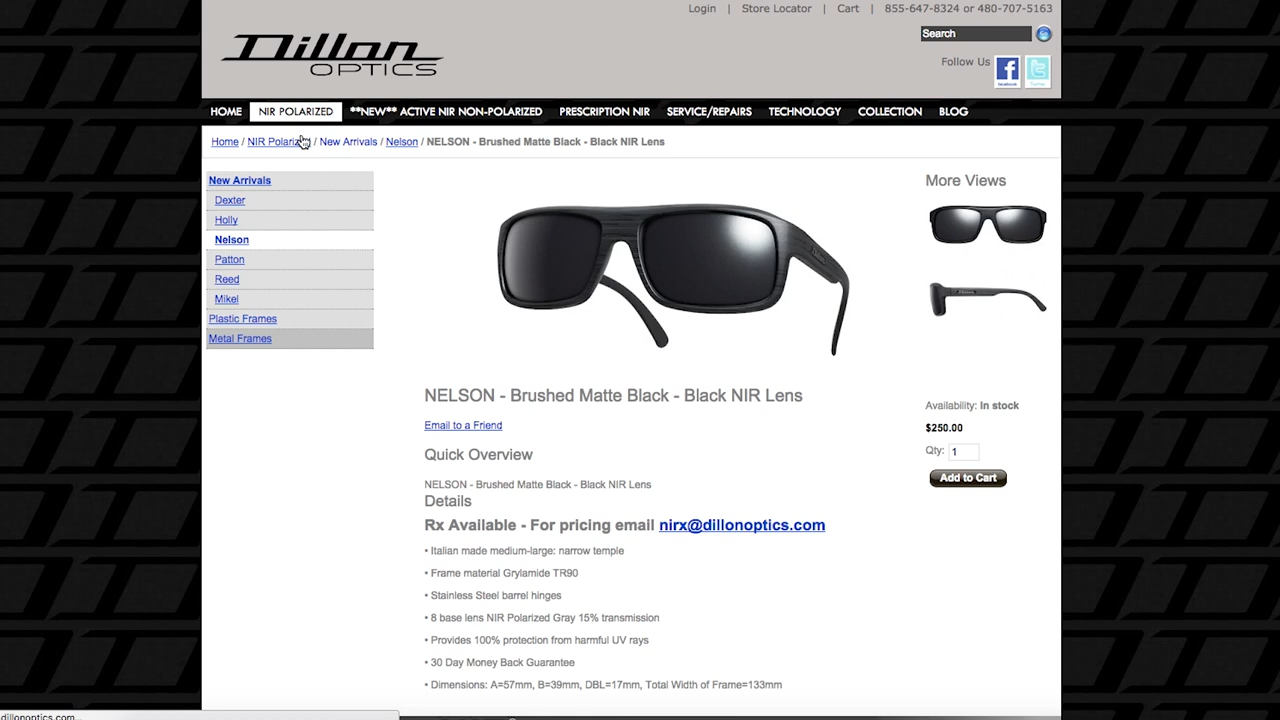 Login | Store Locator | Cart | 855-647-8324 or 480-707-5163
Dillon
OPTICS
Search
Follow Us
facebook
Twitter
HOME NIR POLARIZED **NEW** ACTIVE NIR NON-POLARIZED PRESCRIPTION NIR SERVICE/REPAIRS TECHNOLOGY COLLECTION BLOG
Home / NIR Polarized / New Arrivals / Nelson / NELSON - Brushed Matte Black - Black NIR Lens
New Arrivals
Dexter
Holly
Nelson
Patton
Reed
Mikel
Plastic Frames
Metal Frames
More Views
NELSON - Brushed Matte Black - Black NIR Lens
Email to a Friend
Quick Overview
NELSON - Brushed Matte Black - Black NIR Lens
Details
Rx Available - For pricing email nirx@dillonoptics.com
• Italian made medium-large: narrow temple
• Frame material Grylamide TR90
• Stainless Steel barrel hinges
• 8 base lens NIR Polarized Gray 15% transmission
• Provides 100% protection from harmful UV rays
• 30 Day Money Back Guarantee
• Dimensions: A=57mm, B=39mm, DBL=17mm, Total Width of Frame=133mm
Availability: In stock
$250.00
Qty: 1
Add to Cart
dillonoptics.com...